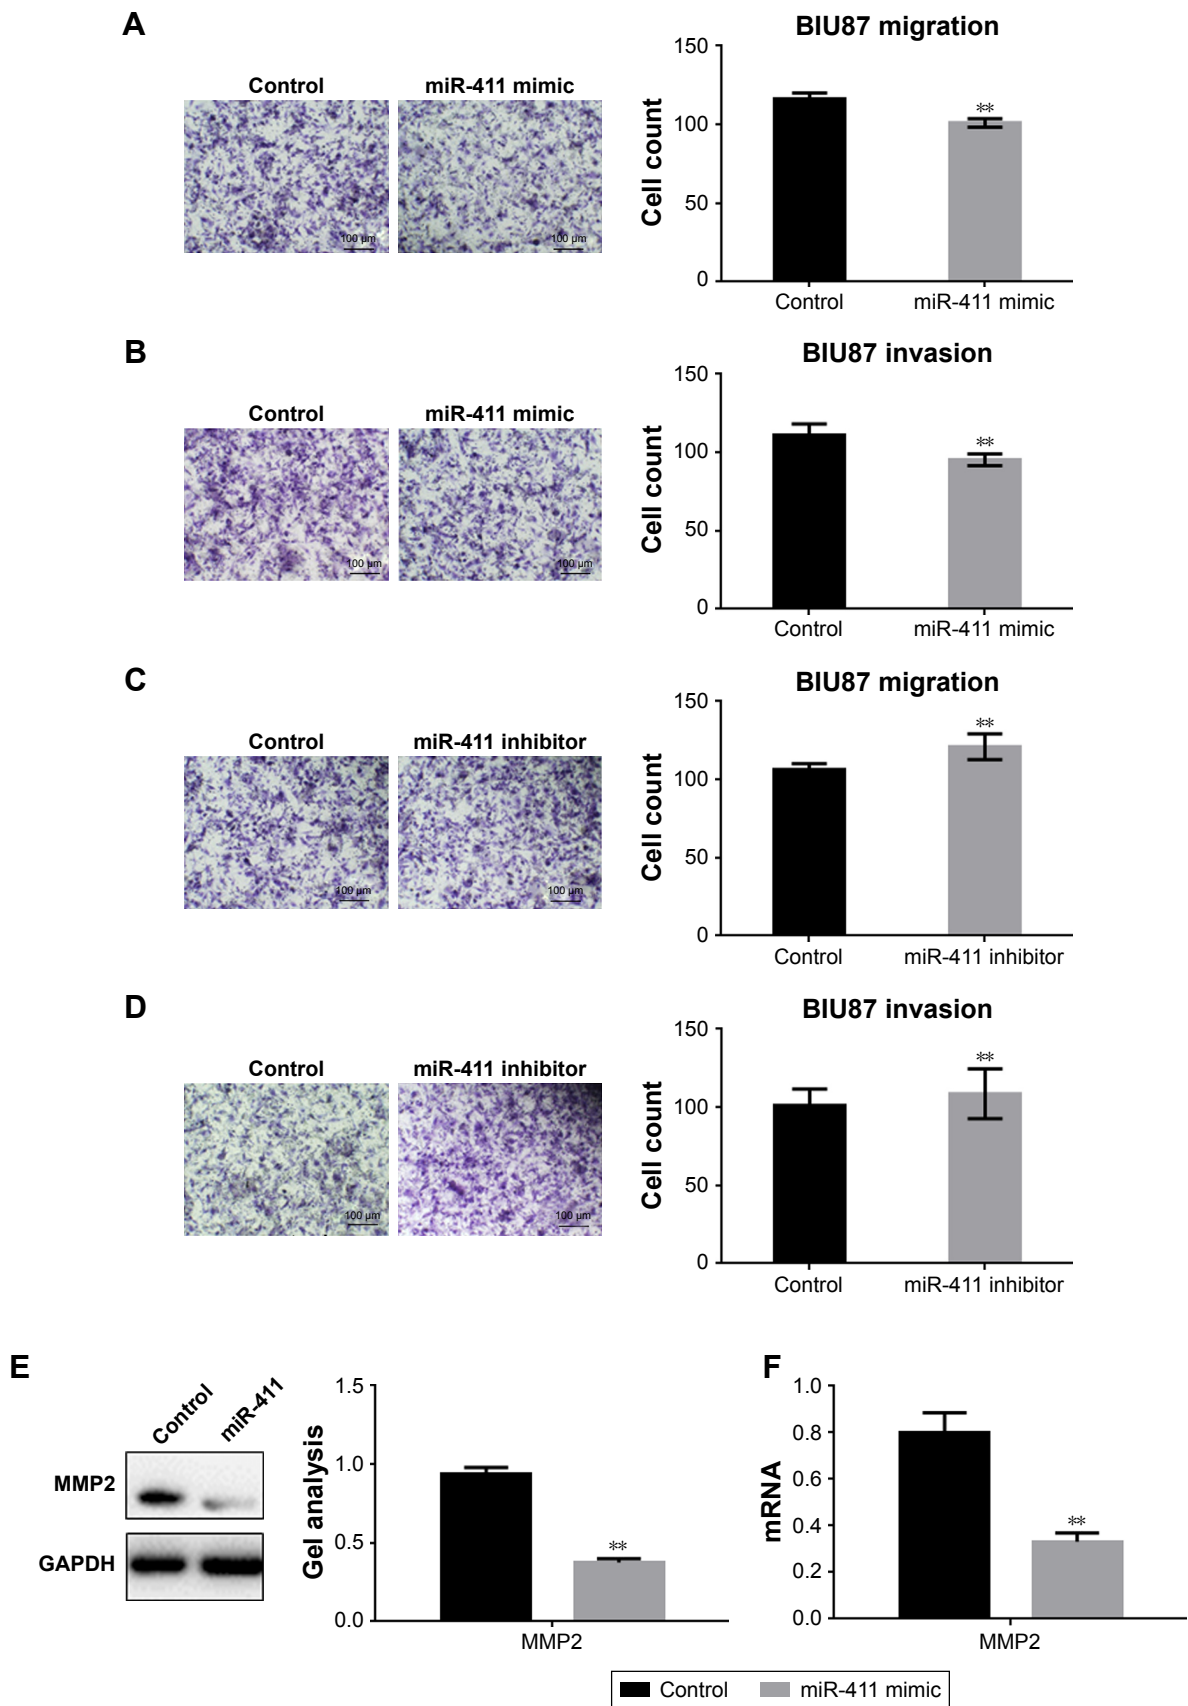 A
BIU87 migration
Control
miR-411 mimic
100 µm
100 µm
Cell count
150
100
50
0
**
Control
miR-411 mimic
B
BIU87 invasion
Control
miR-411 mimic
100 µm
100 µm
Cell count
150
100
50
0
**
Control
miR-411 mimic
C
BIU87 migration
Control
miR-411 inhibitor
100 µm
100 µm
Cell count
150
100
50
0
**
Control
miR-411 inhibitor
D
BIU87 invasion
Control
miR-411 inhibitor
100 µm
100 µm
Cell count
150
100
50
0
**
Control
miR-411 inhibitor
E
Control
miR-411
MMP2
GAPDH
Gel analysis
1.5
1.0
0.5
0.0
**
MMP2
F
mRNA
1.0
0.8
0.6
0.4
0.2
0.0
**
MMP2
Control
miR-411 mimic